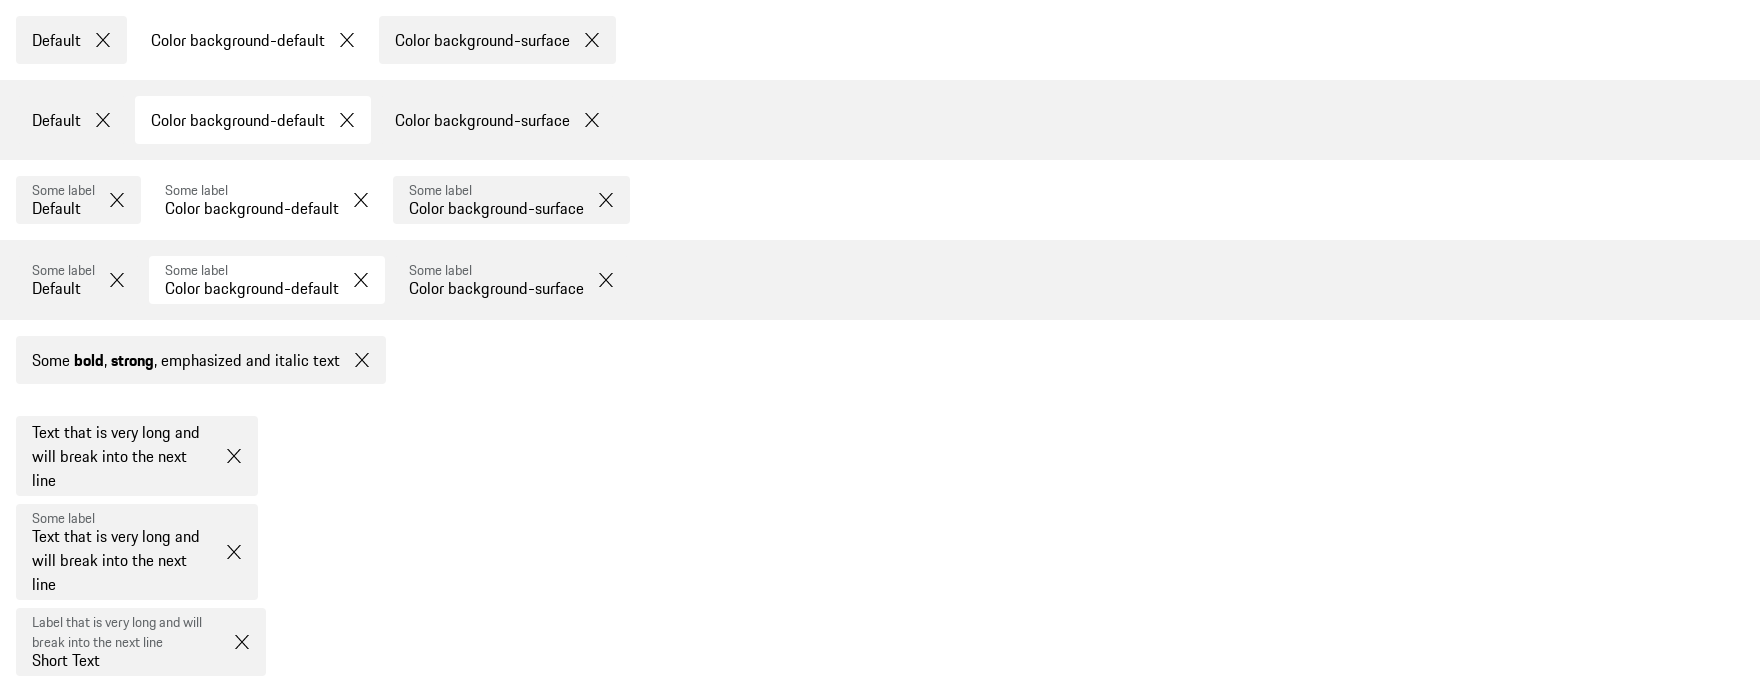 Default Color background-default Color background-surface
Default Color background-default Color background-surface
Some label Some label Some label
Default Color background-default Color background-surface
Some label Some label Some label
Default Color background-default Color background-surface
Some bold, strong, emphasized and italic text
Text that is very long and
will break into the next
line
Some label
Text that is very long and
will break into the next
line
Label that is very long and will
break into the next line
Short Text